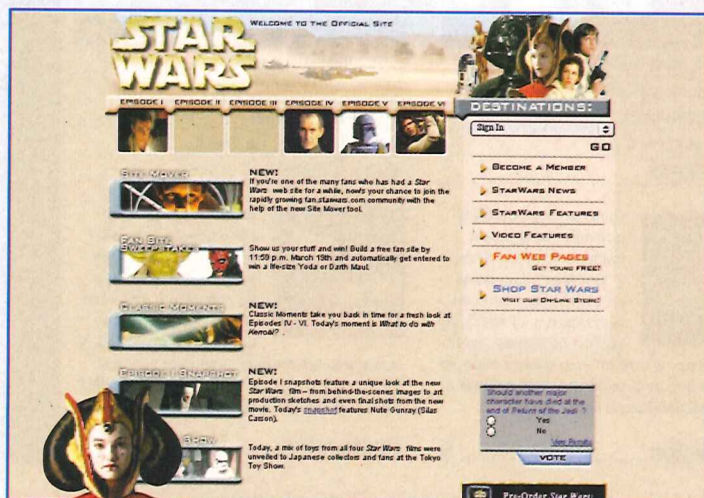 STAR WARS
WELCOME TO THE OFFICIAL SITE
EPISODE I EPISODE II EPISODE III EPISODE IV EPISODE V EPISODE VI
DESTINATIONS:
Sign In
GO
BECOME A MEMBER
STARWARS NEWS
STARWARS FEATURES
VIDEO FEATURES
FAN WEB PAGES
GET YOURS FREE!
SHOP STAR WARS
VISIT OUR ON-LINE STORE!
SITE MOVER
NEW!
If you're one of the many fans who has had a Star
Wars web site for a while, now's your chance to join the
rapidly growing fan.starwars.com community with the
help of the new Site Mover tool.
FAN SITE
SWEEPSTAKES
Show us your stuff and win! Build a free fan site by
11:59 p.m. March 15th and automatically get entered to
win a life-size Yoda or Darth Maul.
CLASSIC MOMENTS
NEW!
Classic Moments take you back in time for a fresh look at
Episodes IV - VI. Today's moment is What to do with
Kenobi? .
EPISODE I SNAPSHOT
NEW!
Episode I snapshots feature a unique look at the new
Star Wars film — from behind-the-scenes images to art
production sketches and even final shots from the new
movie. Today's snapshot features Nute Gunray (Silas
Carson).
SHOW
Today, a mix of toys from all four Star Wars films were
unveiled to Japanese collectors and fans at the Tokyo
Toy Show.
Should another major
character have died at the
end of Return of the Jedi ?
Yes
No
View Results
VOTE
Pre-Order Star Wars: